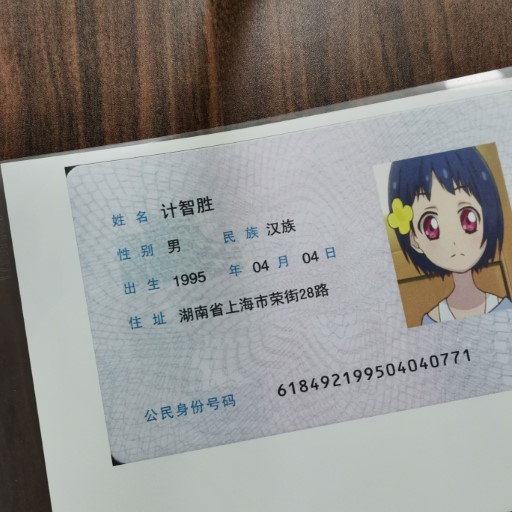 姓名 计智胜
性别 男 民族 汉族
出生 1995 年 04 月 04 日
住址 湖南省上海市荣街28路
公民身份号码 618492199504040771